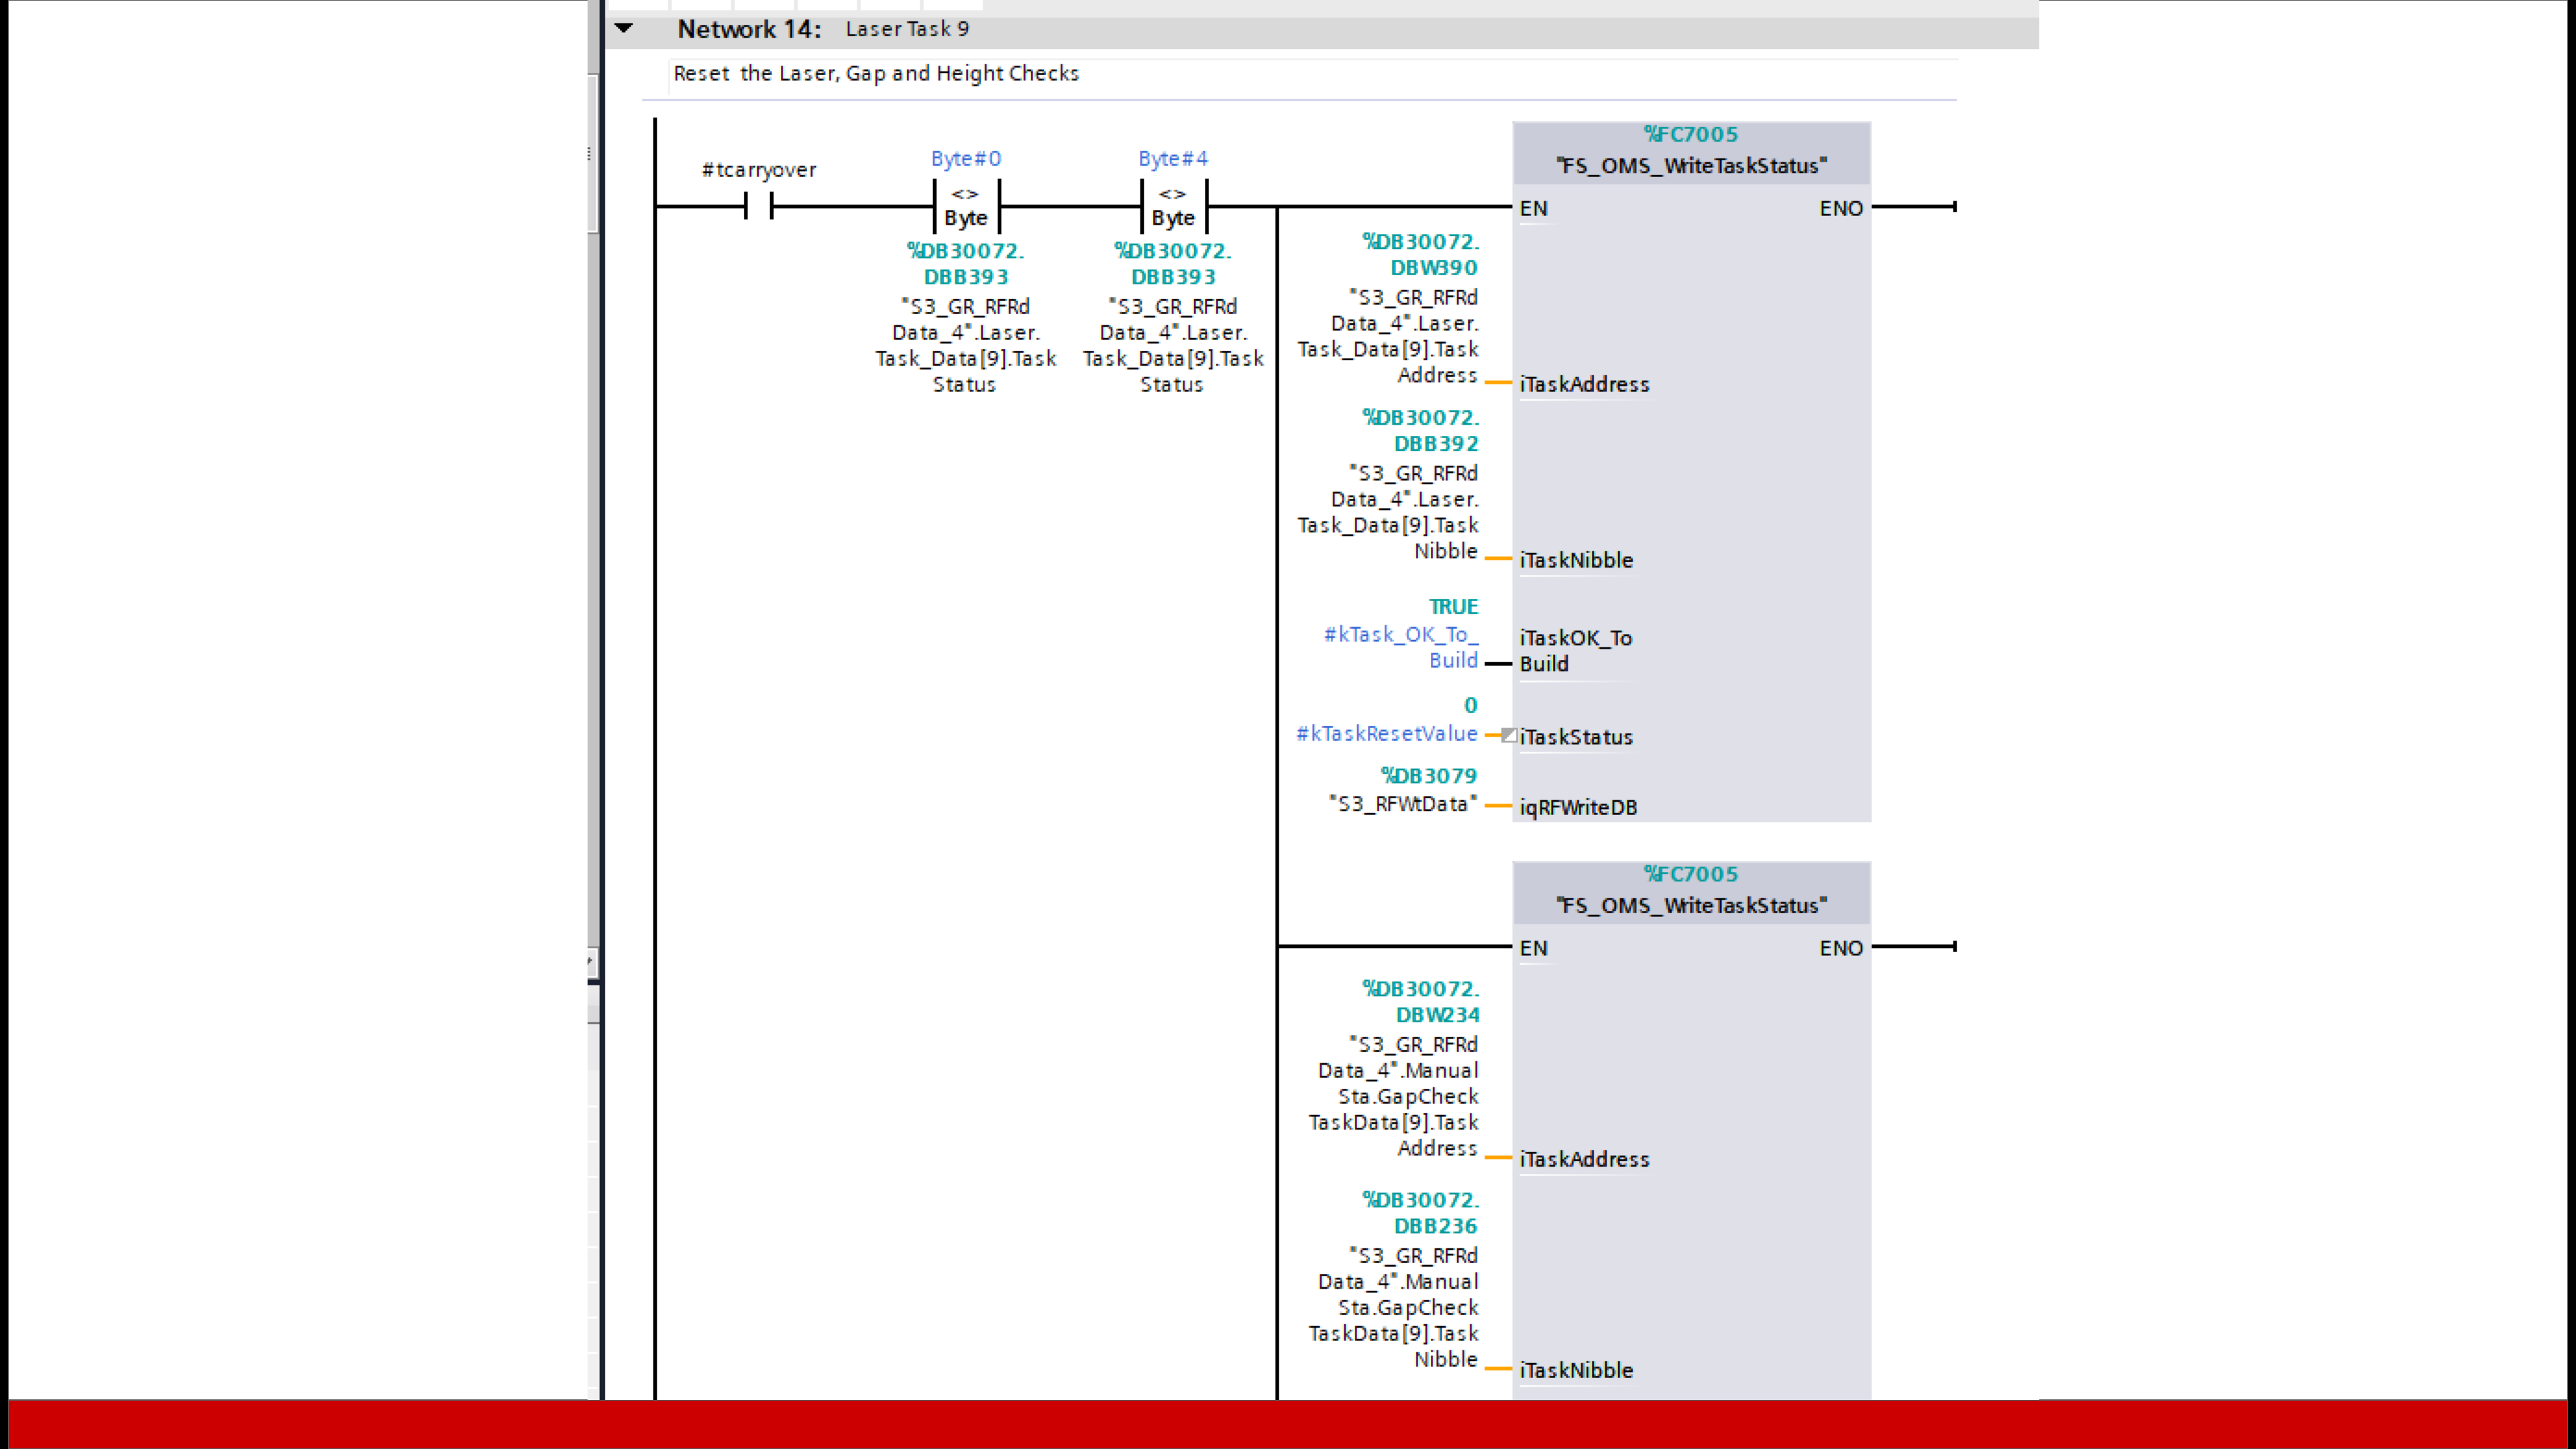 Network 14: Laser Task 9
Reset the Laser, Gap and Height Checks
#tcarryover
Byte#0
<>
Byte
%DB30072.
DBB393
"S3_GR_RFRd
Data_4".Laser.
Task_Data[9].Task
Status
Byte#4
<>
Byte
%DB30072.
DBB393
"S3_GR_RFRd
Data_4".Laser.
Task_Data[9].Task
Status
%FC7005
"FS_OMS_WriteTaskStatus"
EN
ENO
%DB30072.
DBW390
"S3_GR_RFRd
Data_4".Laser.
Task_Data[9].Task
Address
iTaskAddress
%DB30072.
DBB392
"S3_GR_RFRd
Data_4".Laser.
Task_Data[9].Task
Nibble
iTaskNibble
TRUE
#kTask_OK_To_
Build
iTaskOK_To
Build
0
#kTaskResetValue
iTaskStatus
%DB3079
"S3_RFWtData"
iqRFWriteDB
%FC7005
"FS_OMS_WriteTaskStatus"
EN
ENO
%DB30072.
DBW234
"S3_GR_RFRd
Data_4".Manual
Sta.GapCheck
TaskData[9].Task
Address
iTaskAddress
%DB30072.
DBB236
"S3_GR_RFRd
Data_4".Manual
Sta.GapCheck
TaskData[9].Task
Nibble
iTaskNibble